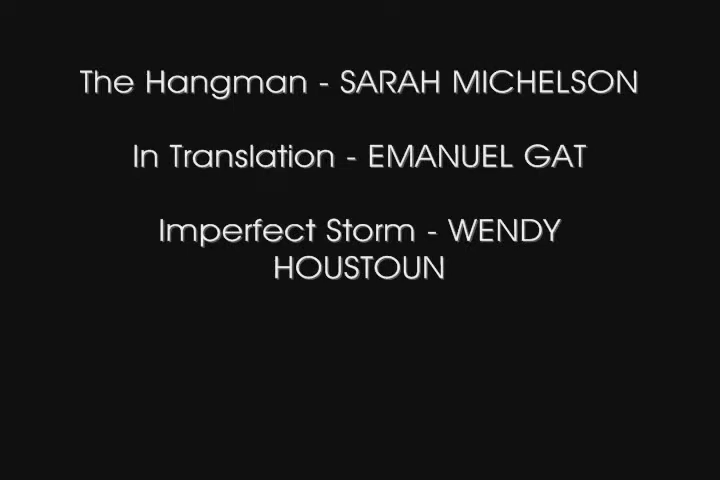 The Hangman - SARAH MICHELSON
In Translation - EMANUEL GAT
Imperfect Storm - WENDY
HOUSTOUN